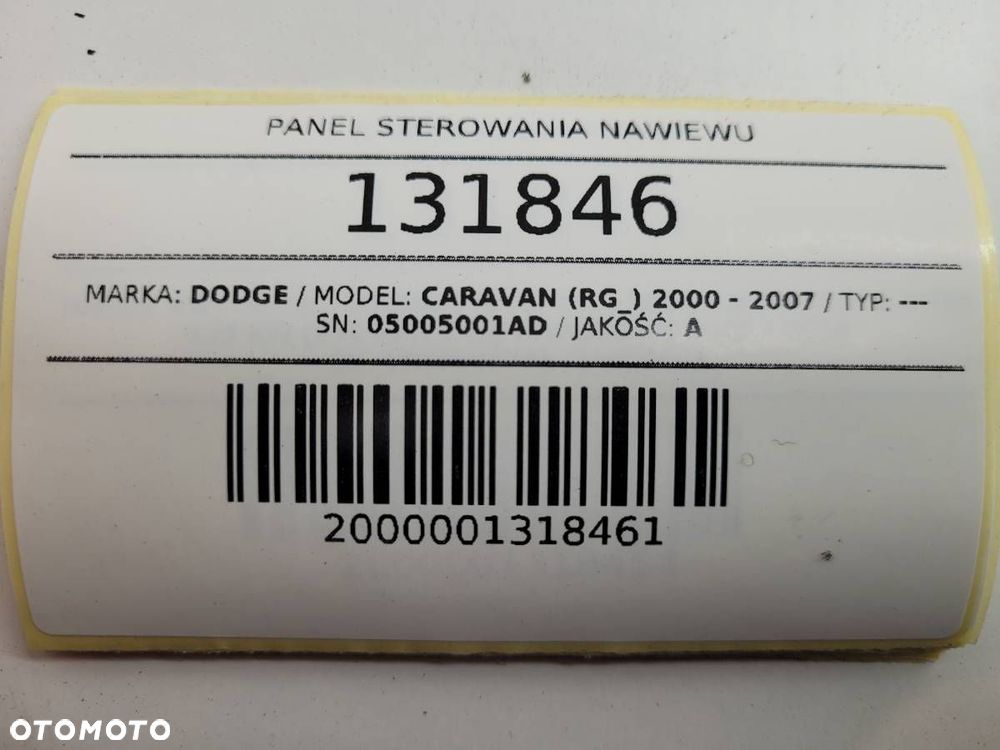 PANEL STEROWANIA NAWIEWU
131846
MARKA: DODGE / MODEL: CARAVAN (RG_) 2000 - 2007 / TYP: ---
SN: 05005001AD / JAKOŚĆ: A
2000001318461
OTOMOTO